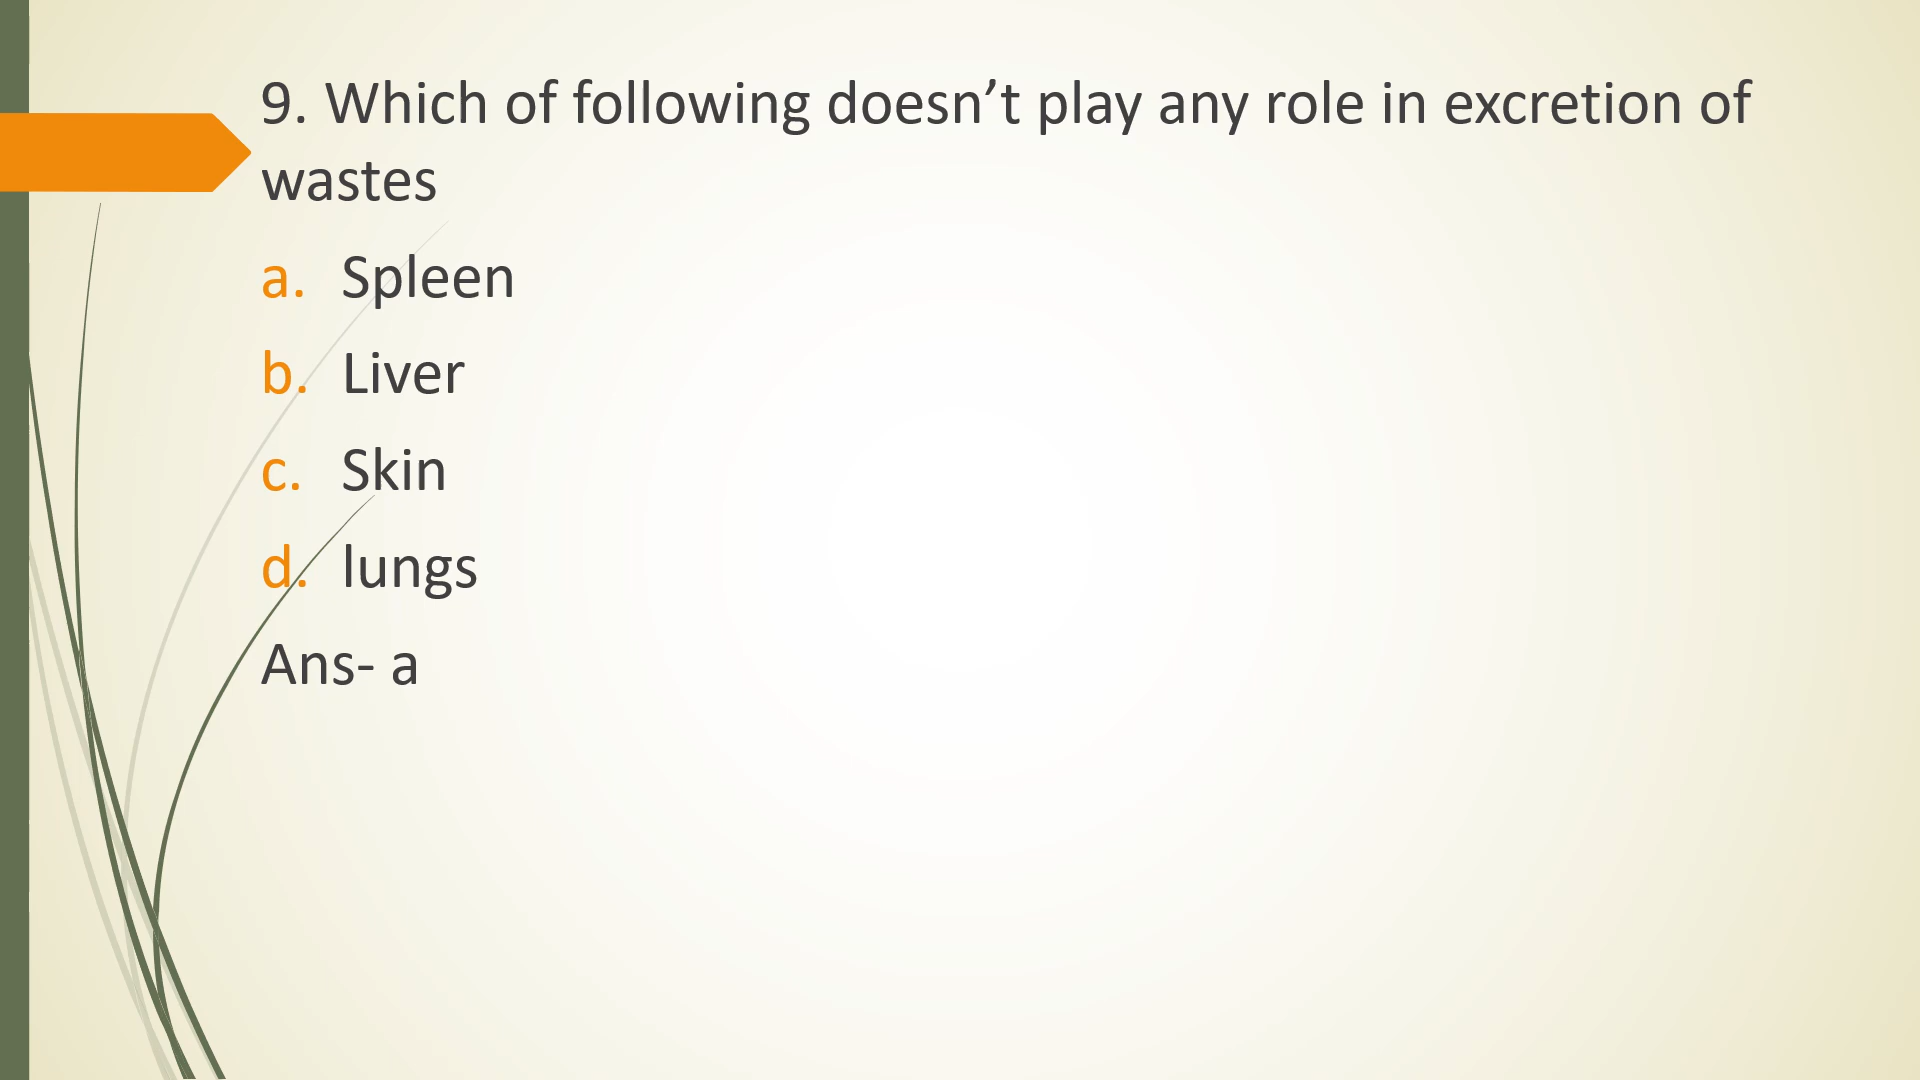 9. Which of following doesn’t play any role in excretion of
wastes
a. Spleen
b. Liver
c. Skin
d. lungs
Ans- a